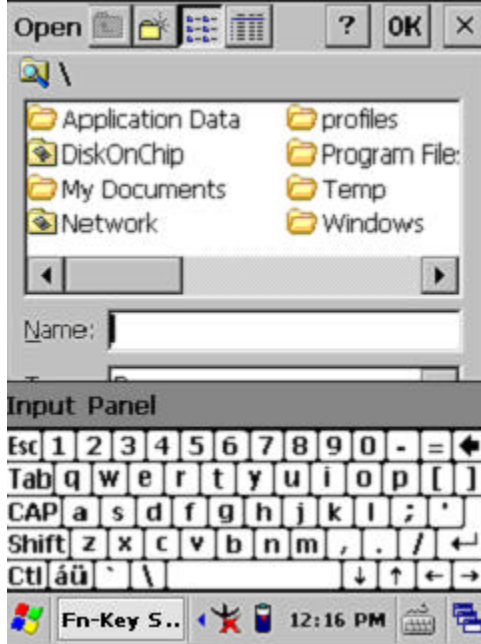 Open ? OK ×
\
Application Data profiles
DiskOnChip Program File
My Documents Temp
Network Windows
Name:
Input Panel
Esc 1 2 3 4 5 6 7 8 9 0 - =
Tab q w e r t y u i o p [ ]
CAP a s d f g h j k l ; '
Shift z x c v b n m , . /
Ctl áü ` \ ↓ ↑ ← →
Fn-Key S.. 12:16 PM